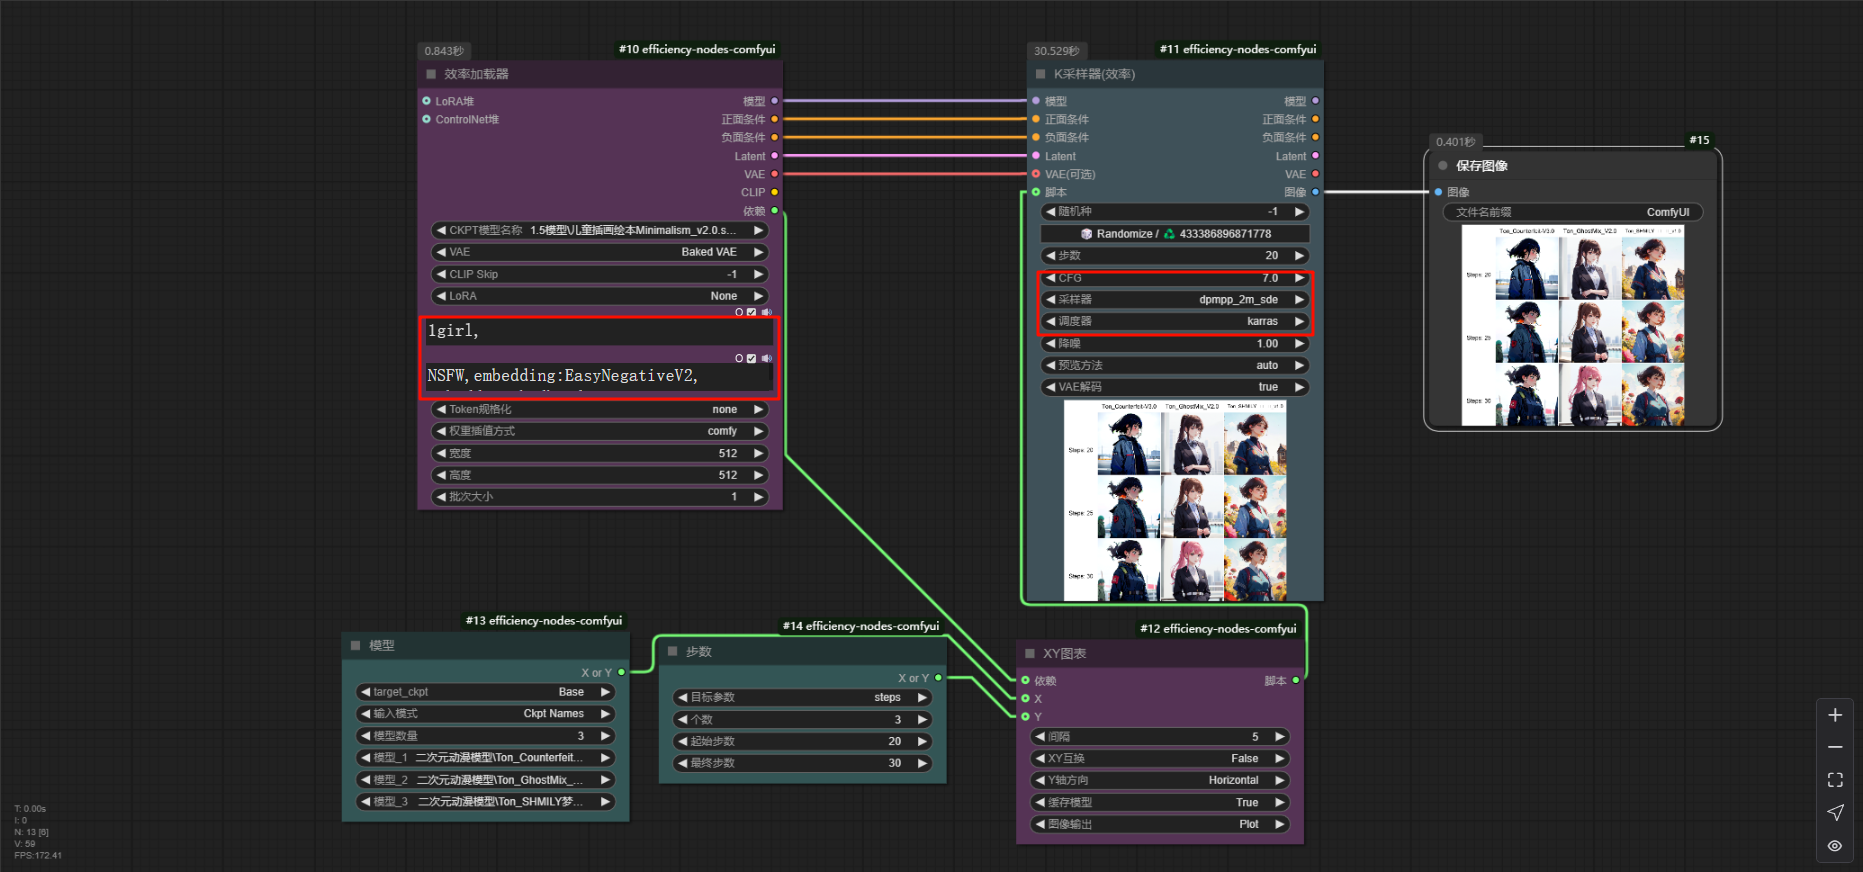 0.843秒
#10 efficiency-nodes-comfyui
效率加载器
LoRA堆
模型
ControlNet堆
正面条件
负面条件
Latent
VAE
CLIP
依赖
CKPT模型名称 1.5模型\儿童插画绘本Minimalism_v2.0.s...
VAE Baked VAE
CLIP Skip -1
LoRA None
1girl,
NSFW,embedding:EasyNegativeV2,
Token规格化 none
权重插值方式 comfy
宽度 512
高度 512
批次大小 1
30.529秒
#11 efficiency-nodes-comfyui
K采样器(效率)
模型 模型
正面条件 正面条件
负面条件 负面条件
Latent Latent
VAE(可选) VAE
脚本 图像
随机种 -1
Randomize / 433386896871778
步数 20
CFG 7.0
采样器 dpmpp_2m_sde
调度器 karras
降噪 1.00
预览方法 auto
VAE解码 true
Ton_Counterfeit-V3.0 Ton_GhostMix_V2.0 Ton_SHMILY
Steps: 20
Steps: 25
Steps: 30
0.401秒
#15
保存图像
图像
文件名前缀 ComfyUI
Ton_Counterfeit-V3.0 Ton_GhostMix_V2.0 Ton_SHMILY
Steps: 20
Steps: 25
Steps: 30
#13 efficiency-nodes-comfyui
模型
X or Y
target_ckpt Base
输入模式 Ckpt Names
模型数量 3
模型_1 二次元动漫模型\Ton_Counterfeit...
模型_2 二次元动漫模型\Ton_GhostMix_...
模型_3 二次元动漫模型\Ton_SHMILY梦...
#14 efficiency-nodes-comfyui
步数
X or Y
目标参数 steps
个数 3
起始步数 20
最终步数 30
#12 efficiency-nodes-comfyui
XY图表
依赖 脚本
X
Y
间隔 5
XY互换 False
Y轴方向 Horizontal
缓存模型 True
图像输出 Plot
T: 0.00s
I: 0
N: 13 [6]
V: 59
FPS:172.41